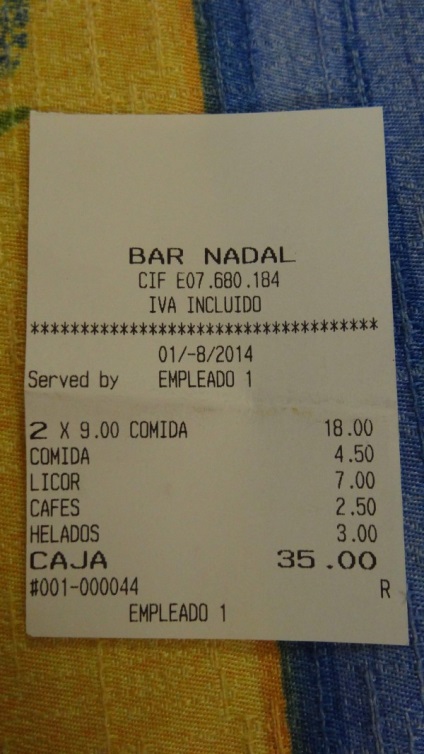 BAR NADAL
CIF E07.680.184
IVA INCLUIDO
***********************************
01/-8/2014
Served by EMPLEADO 1
2 X 9.00 COMIDA 18.00
COMIDA 4.50
LICOR 7.00
CAFES 2.50
HELADOS 3.00
CAJA 35.00
#001-000044 R
EMPLEADO 1